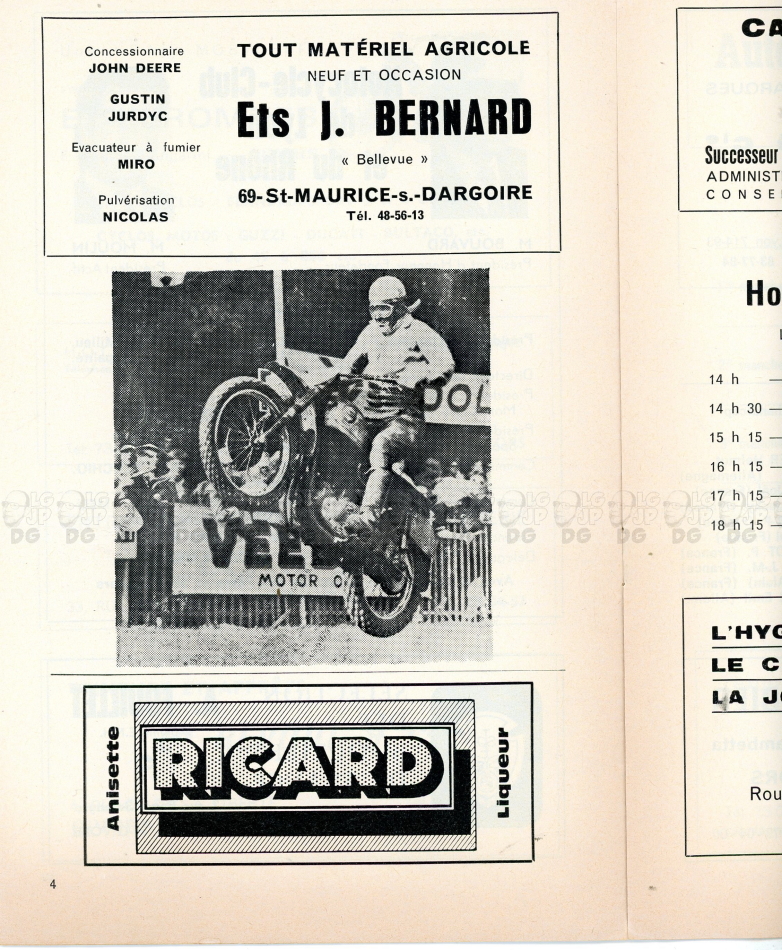 Concessionnaire
JOHN DEERE
GUSTIN
JURDYC
Evacuateur à fumier
MIRO
Pulvérisation
NICOLAS
TOUT MATÉRIEL AGRICOLE
NEUF ET OCCASION
Ets J. BERNARD
« Bellevue »
69-St-MAURICE-s.-DARGOIRE
Tél. 48-56-13
MOTOR
Anisette
RICARD
Liqueur
4
CA
Successeur
ADMINIST
CONSE
Ho
14 h —
14 h 30 —
15 h 15 —
16 h 15 —
17 h 15 —
18 h 15 —
L'HYG
LE C
LA J
Rou